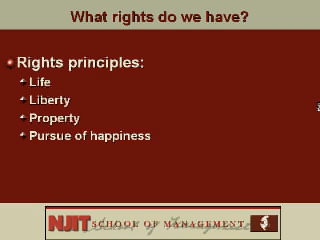 What rights do we have?
Rights principles:
Life
Liberty
Property
Pursue of happiness
NJIT SCHOOL OF MANAGEMENT